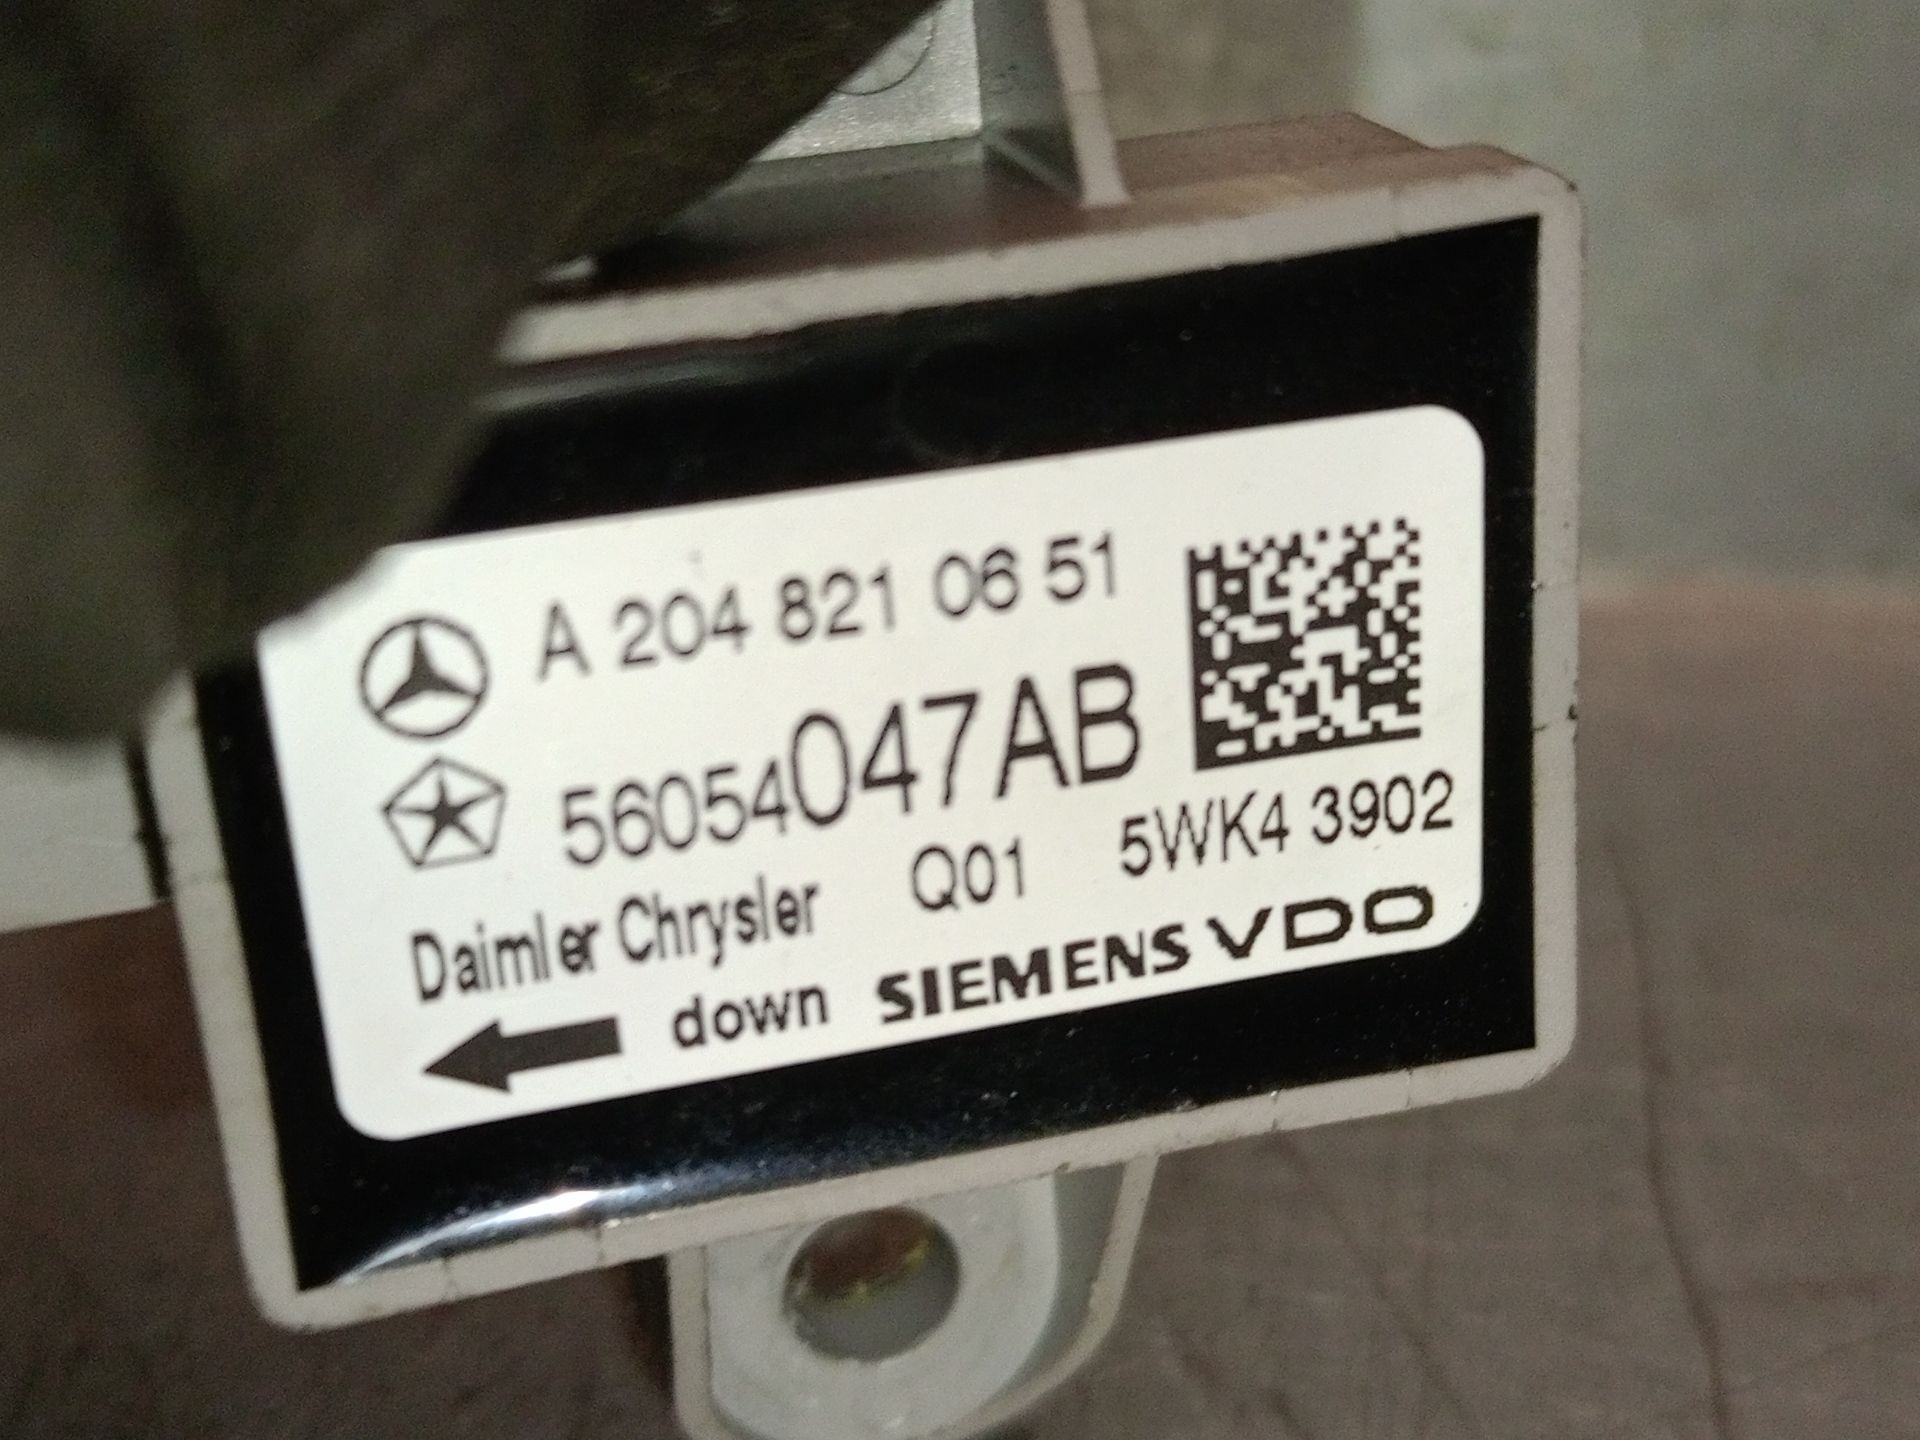 A 204 821 06 51
56054047AB
Daimler Chrysler Q01 5WK4 3902
down SIEMENS VDO